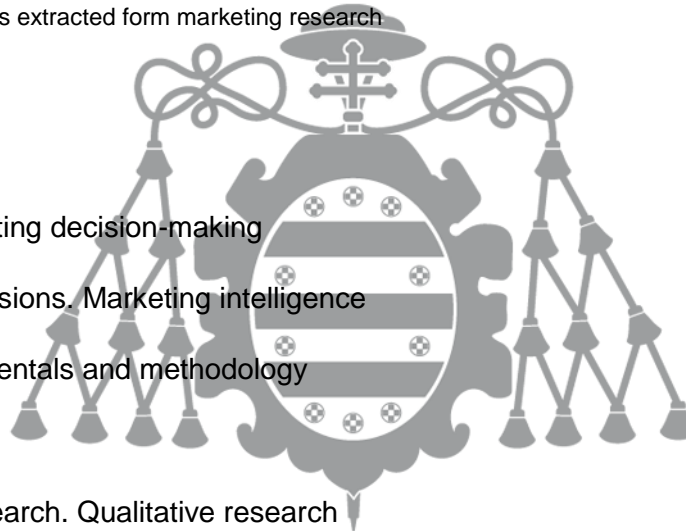 s extracted form marketing research
ting decision-making
sions. Marketing intelligence
entals and methodology
earch. Qualitative research